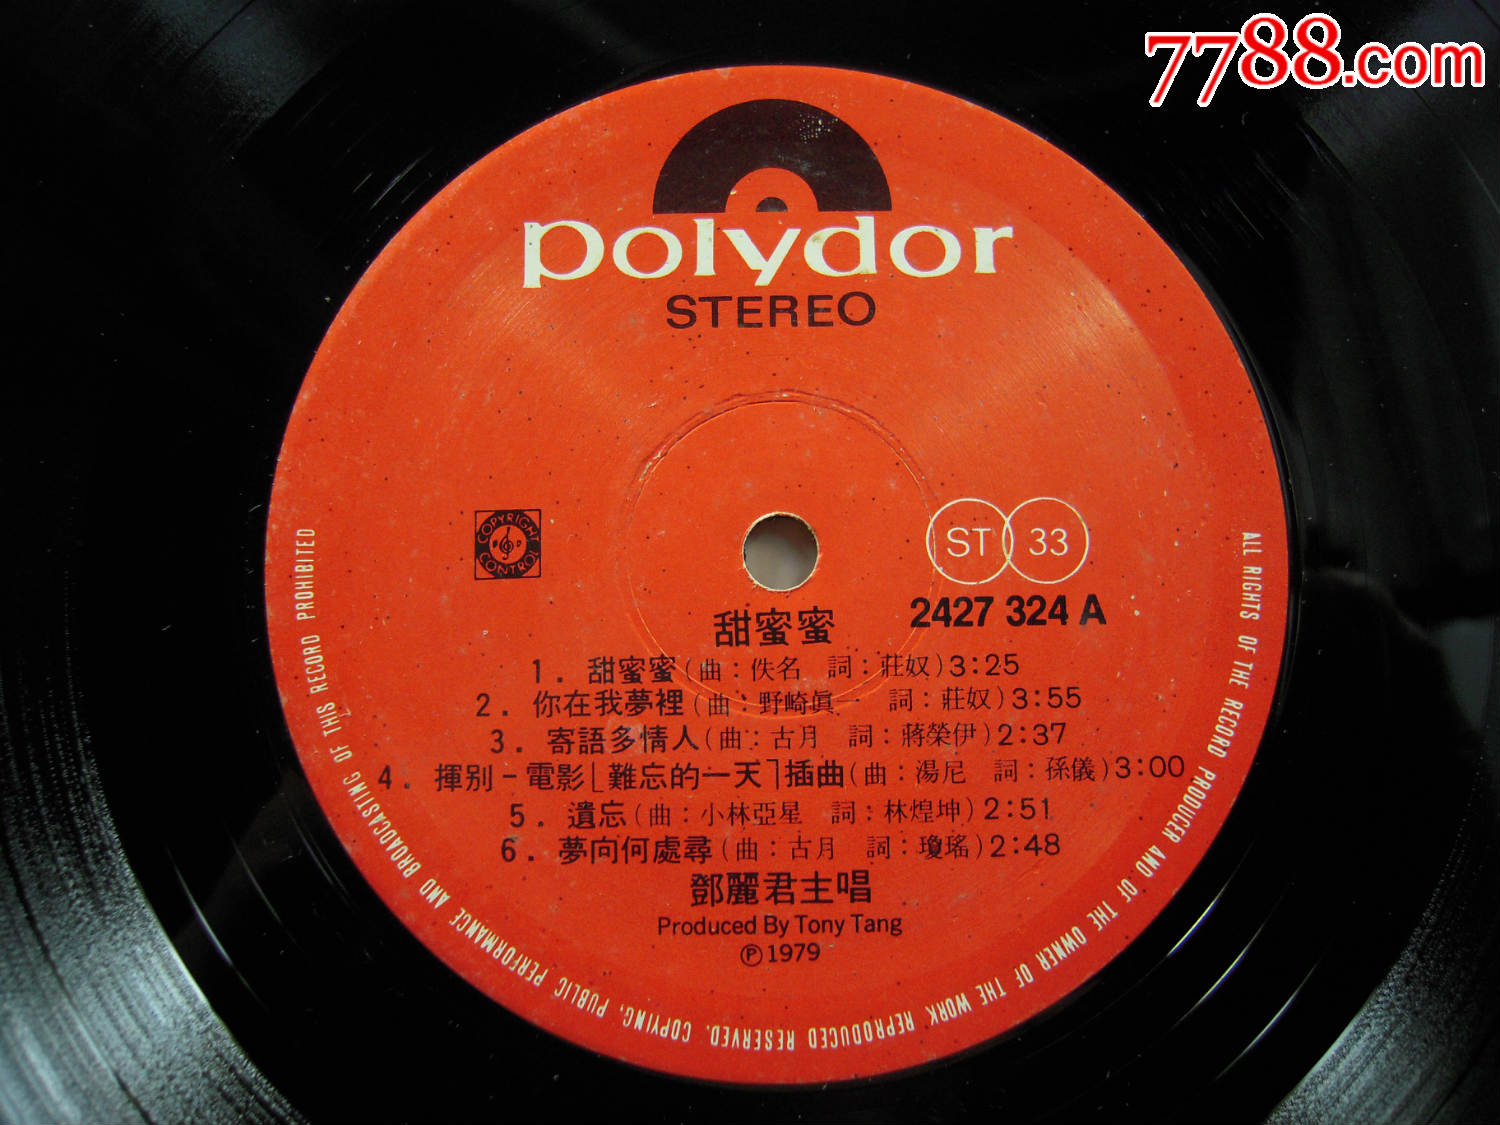 7788.com
polydor
STEREO
COPYRIGHT
CONTROL
ST 33
2427 324 A
甜蜜蜜
1. 甜蜜蜜(曲:佚名 詞:莊奴)3:25
2. 你在我夢裡(曲:野崎眞一 詞:莊奴)3:55
3. 寄語多情人(曲:古月 詞:蔣榮伊)2:37
4. 揮别-電影[難忘的一天]插曲(曲:湯尼 詞:孫儀)3:00
5. 遺忘(曲:小林亞星 詞:林煌坤)2:51
6. 夢向何處尋(曲:古月 詞:瓊瑤)2:48
鄧麗君主唱
Produced By Tony Tang
℗1979
ALL RIGHTS OF THE RECORD PRODUCER AND OF THE OWNER OF THE WORK REPRODUCED RESERVED. COPYING, PUBLIC PERFORMANCE AND BROADCASTING OF THIS RECORD PROHIBITED